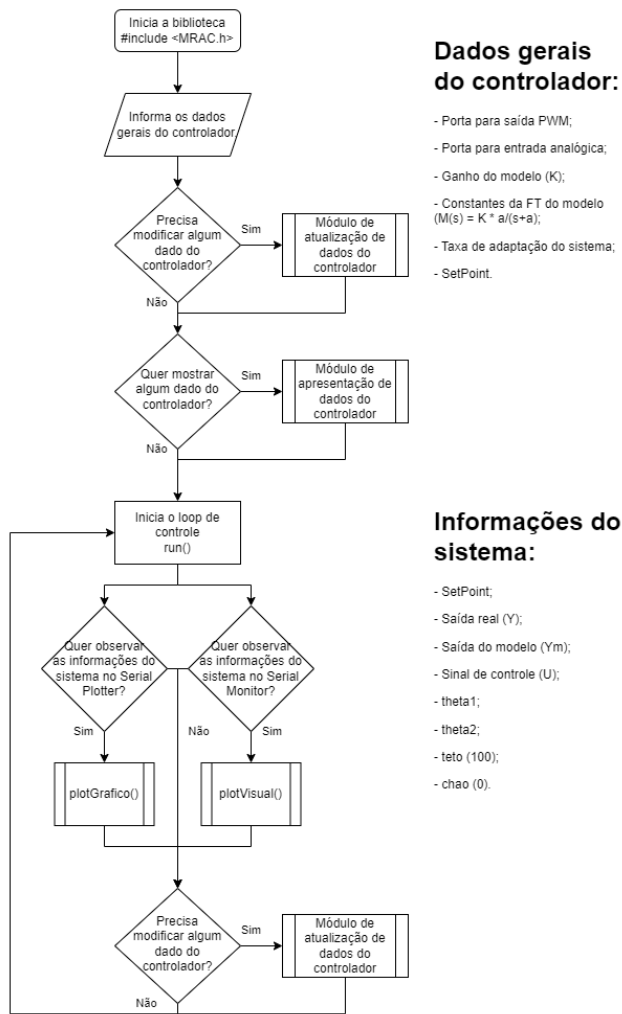 Inicia a biblioteca
#include <MRAC.h>
Informa os dados
gerais do controlador
Precisa
modificar algum
dado do
controlador?
Sim
Módulo de
atualização de
dados do
controlador
Não
Quer mostrar
algum dado do
controlador?
Sim
Módulo de
apresentação de
dados do
controlador
Não
Inicia o loop de
controle
run()
Quer observar
as informações do
sistema no Serial
Plotter?
Quer observar
as informações do
sistema no Serial
Monitor?
Sim
Não
Sim
plotGrafico()
plotVisual()
Precisa
modificar algum
dado do
controlador?
Sim
Módulo de
atualização de
dados do
controlador
Não
Dados gerais
do controlador:
- Porta para saída PWM;
- Porta para entrada analógica;
- Ganho do modelo (K);
- Constantes da FT do modelo
(M(s) = K * a/(s+a);
- Taxa de adaptação do sistema;
- SetPoint.
Informações do
sistema:
- SetPoint;
- Saída real (Y);
- Saída do modelo (Ym);
- Sinal de controle (U);
- theta1;
- theta2;
- teto (100);
- chao (0).